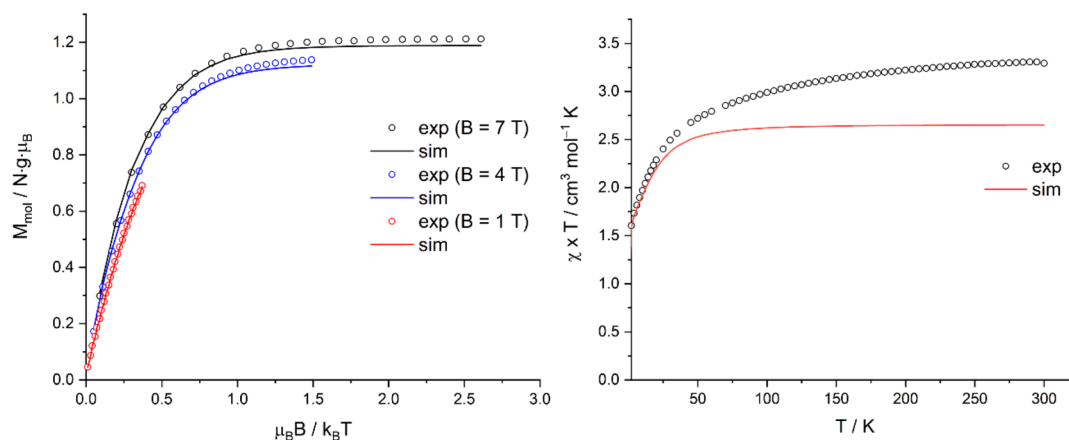 M_mol / N·g·μ_B
1.2
1.0
0.8
0.6
0.4
0.2
0.0
exp (B = 7 T)
sim
exp (B = 4 T)
sim
exp (B = 1 T)
sim
0.0 0.5 1.0 1.5 2.0 2.5 3.0
μ_BB / k_BT
χ x T / cm³ mol⁻¹ K
3.5
3.0
2.5
2.0
1.5
1.0
0.5
0.0
exp
sim
50 100 150 200 250 300
T / K